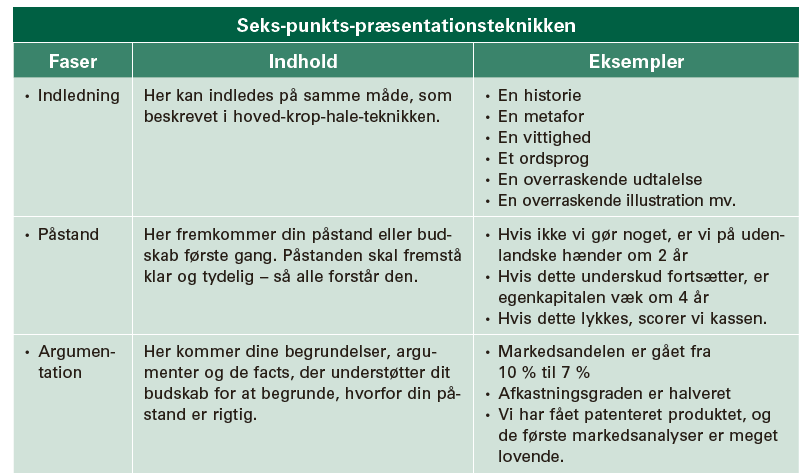 Seks-punkts-præsentationsteknikken
Faser
Indhold
Eksempler
• Indledning
Her kan indledes på samme måde, som
beskrevet i hoved-krop-hale-teknikken.
• En historie
• En metafor
• En vittighed
• Et ordsprog
• En overraskende udtalelse
• En overraskende illustration mv.
• Påstand
Her fremkommer din påstand eller bud-
skab første gang. Påstanden skal fremstå
klar og tydelig – så alle forstår den.
• Hvis ikke vi gør noget, er vi på uden-
landske hænder om 2 år
• Hvis dette underskud fortsætter, er
egenkapitalen væk om 4 år
• Hvis dette lykkes, scorer vi kassen.
• Argumen-
tation
Her kommer dine begrundelser, argu-
menter og de facts, der understøtter dit
budskab for at begrunde, hvorfor din på-
stand er rigtig.
• Markedsandelen er gået fra
10 % til 7 %
• Afkastningsgraden er halveret
• Vi har fået patenteret produktet, og
de første markedsanalyser er meget
lovende.